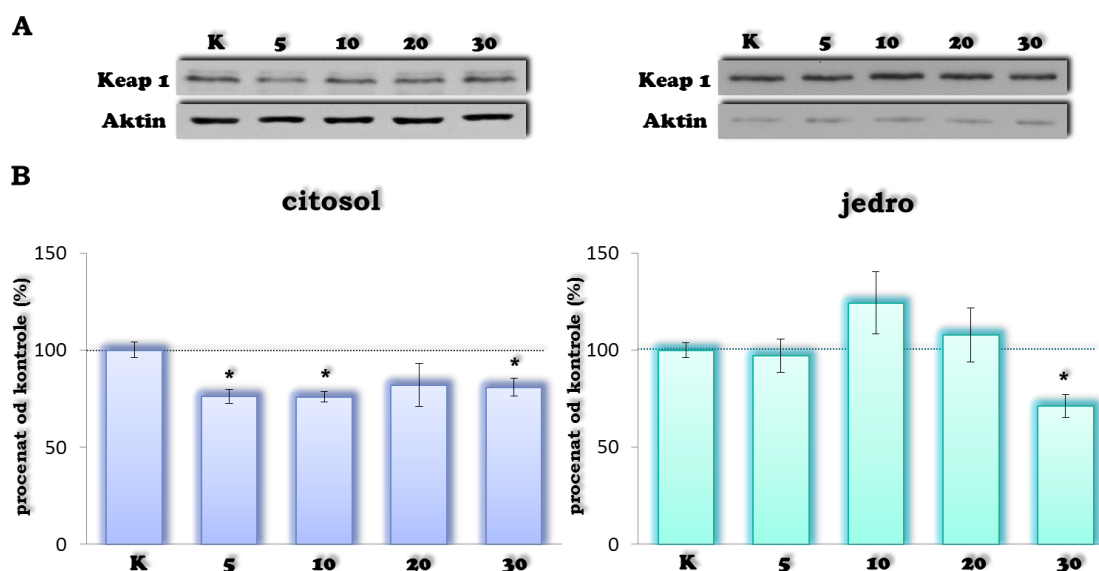 A
K 5 10 20 30
Keap 1
Aktin
K 5 10 20 30
Keap 1
Aktin
B
citosol
procenat od kontrole (%)
150
100
50
0
*
*
*
K 5 10 20 30
jedro
procenat od kontrole (%)
150
100
50
0
*
K 5 10 20 30